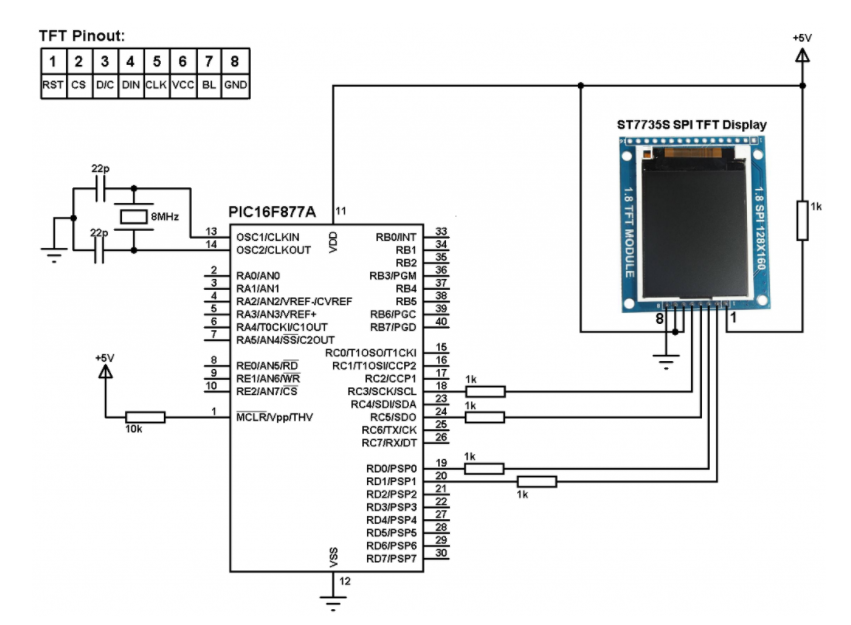 TFT Pinout:
1 2 3 4 5 6 7 8
RST CS D/C DIN CLK VCC BL GND
+5V
ST7735S SPI TFT Display
1.8 TFT MODULE
1.8 SPI 128X160
8
1
1k
22p
22p
8MHz
PIC16F877A
11
VDD
13 OSC1/CLKIN
14 OSC2/CLKOUT
2 RA0/AN0
3 RA1/AN1
4 RA2/AN2/VREF-/CVREF
5 RA3/AN3/VREF+
6 RA4/T0CKI/C1OUT
7 RA5/AN4/SS/C2OUT
8 RE0/AN5/RD
9 RE1/AN6/WR
10 RE2/AN7/CS
1 MCLR/Vpp/THV
+5V
10k
RB0/INT 33
RB1 34
RB2 35
RB3/PGM 36
RB4 37
RB5 38
RB6/PGC 39
RB7/PGD 40
RC0/T1OSO/T1CKI 15
RC1/T1OSI/CCP2 16
RC2/CCP1 17
RC3/SCK/SCL 18
RC4/SDI/SDA 23
RC5/SDO 24
RC6/TX/CK 25
RC7/RX/DT 26
RD0/PSP0 19
RD1/PSP1 20
RD2/PSP2 21
RD3/PSP3 22
RD4/PSP4 27
RD5/PSP5 28
RD6/PSP6 29
RD7/PSP7 30
1k
1k
1k
1k
VSS
12